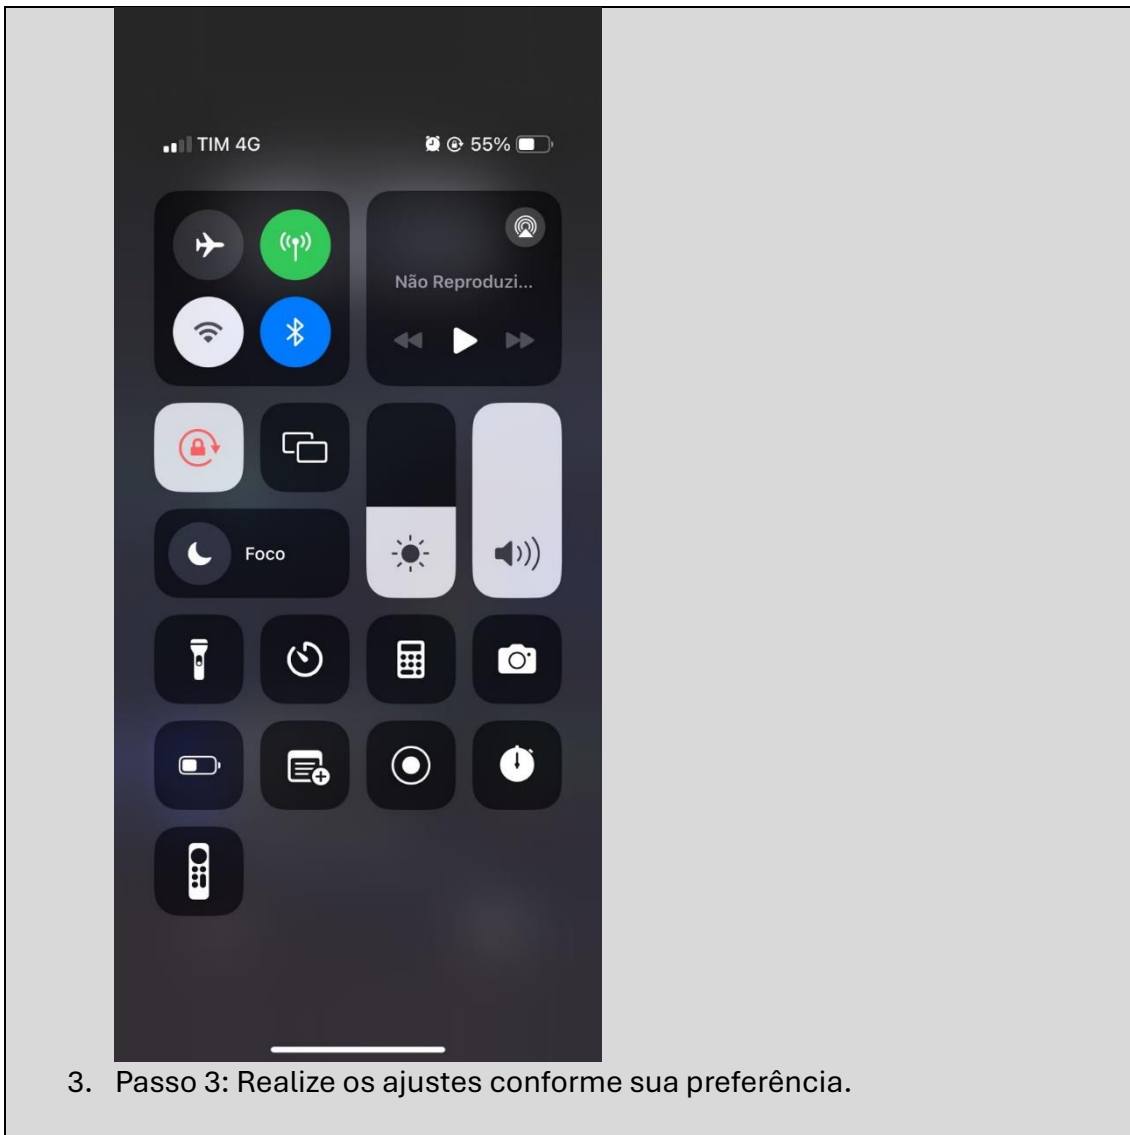 TIM 4G 55%
Não Reproduzi...
Foco
3. Passo 3: Realize os ajustes conforme sua preferência.